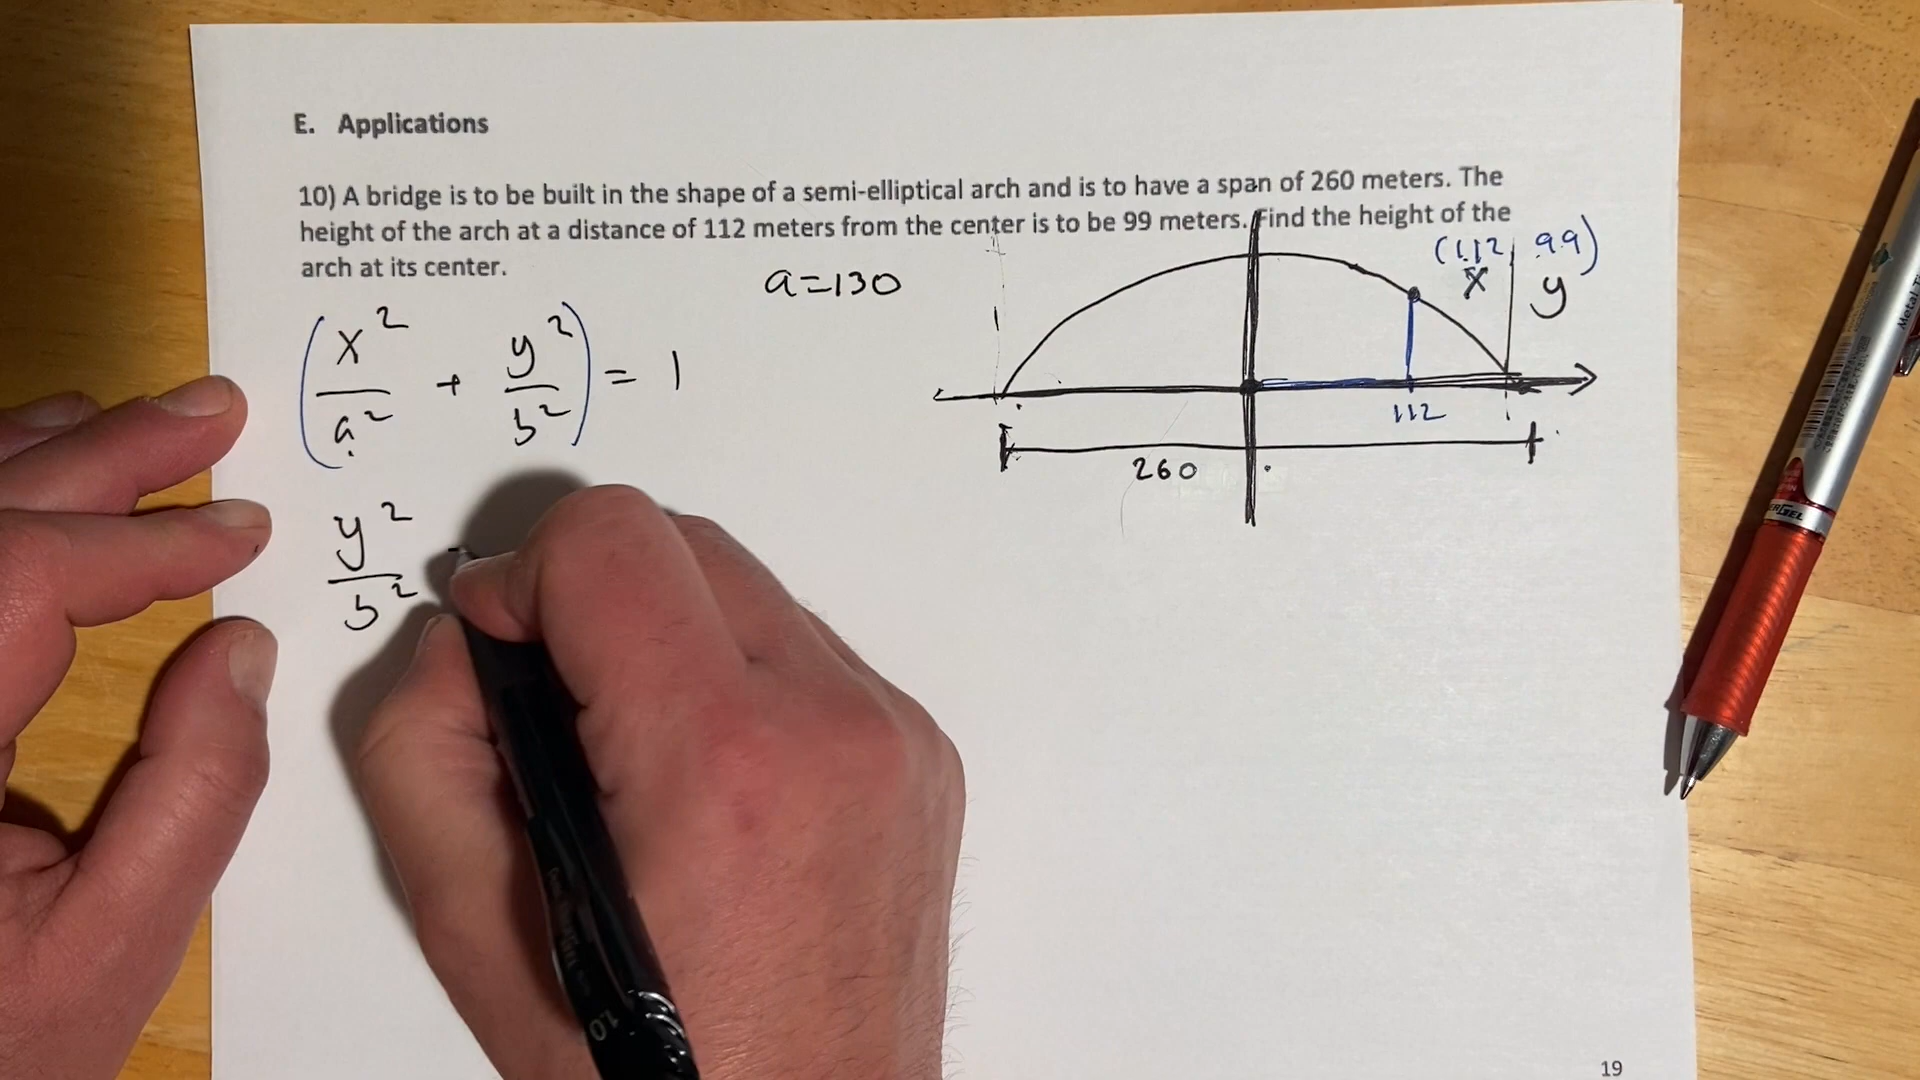 E. Applications
10) A bridge is to be built in the shape of a semi-elliptical arch and is to have a span of 260 meters. The
height of the arch at a distance of 112 meters from the center is to be 99 meters. Find the height of the
arch at its center.
a=130
(112, 99)
x y
(x²/a² + y²/b²) = 1
112
260
y²/b²
1.0
19